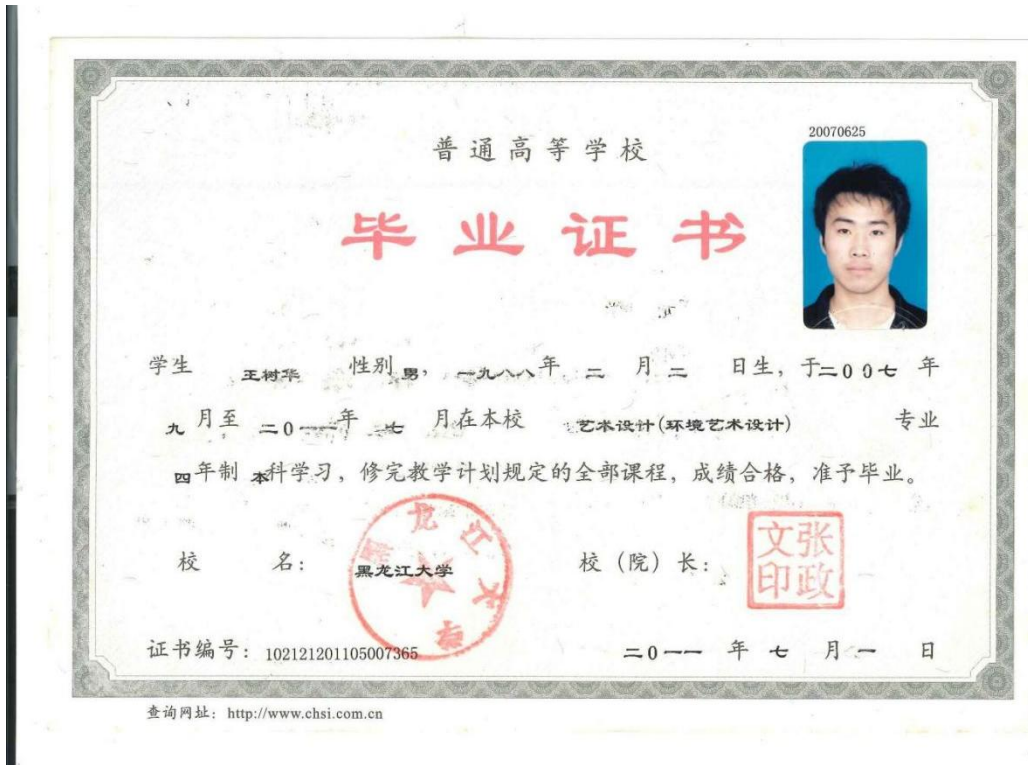 20070625
普通高等学校
毕业证书
学生 王树华 性别 男, 一九八八 年 二 月 二 日生, 于二00七 年
九 月至 二0一一年 七 月在本校 艺术设计(环境艺术设计) 专业
四年制 本科学习, 修完教学计划规定的全部课程, 成绩合格, 准予毕业。
黑龙江大学
校 名: 黑龙江大学 校 (院) 长: 张政文印
证书编号: 102121201105007365 二0一一 年 七 月 一 日
查询网址: http://www.chsi.com.cn